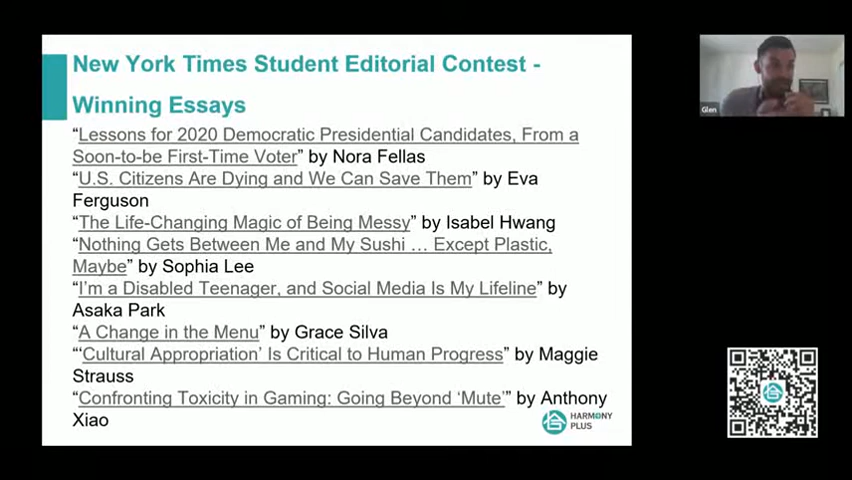 New York Times Student Editorial Contest -
Winning Essays
“Lessons for 2020 Democratic Presidential Candidates, From a
Soon-to-be First-Time Voter” by Nora Fellas
“U.S. Citizens Are Dying and We Can Save Them” by Eva
Ferguson
“The Life-Changing Magic of Being Messy” by Isabel Hwang
“Nothing Gets Between Me and My Sushi … Except Plastic,
Maybe” by Sophia Lee
“I’m a Disabled Teenager, and Social Media Is My Lifeline” by
Asaka Park
“A Change in the Menu” by Grace Silva
“‘Cultural Appropriation’ Is Critical to Human Progress” by Maggie
Strauss
“Confronting Toxicity in Gaming: Going Beyond ‘Mute’” by Anthony
Xiao
HARMONY
PLUS
Glen